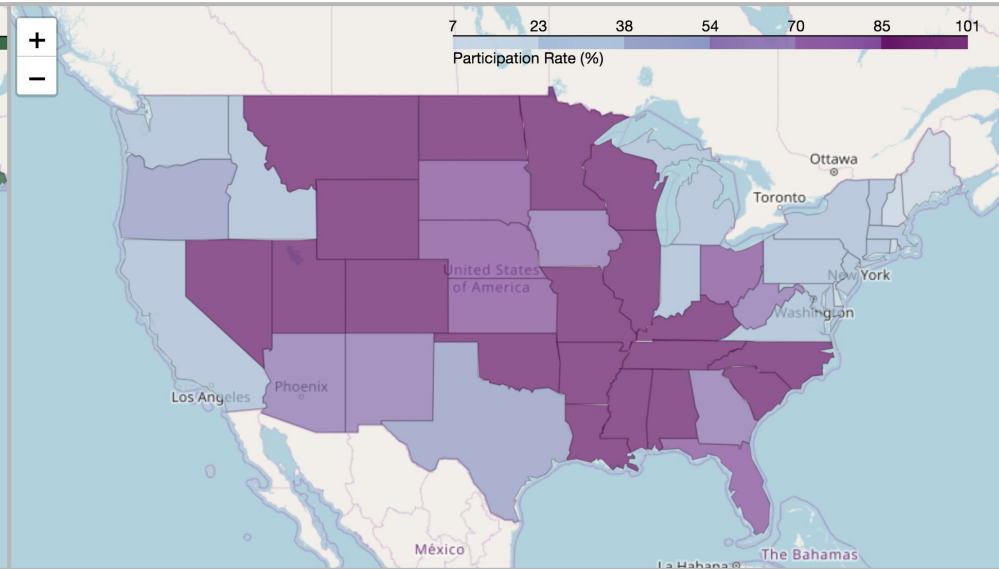 +
−
7 23 38 54 70 85 101
Participation Rate (%)
Ottawa
Toronto
United States
of America
New York
Washington
Phoenix
Los Angeles
México
The Bahamas
La Habana